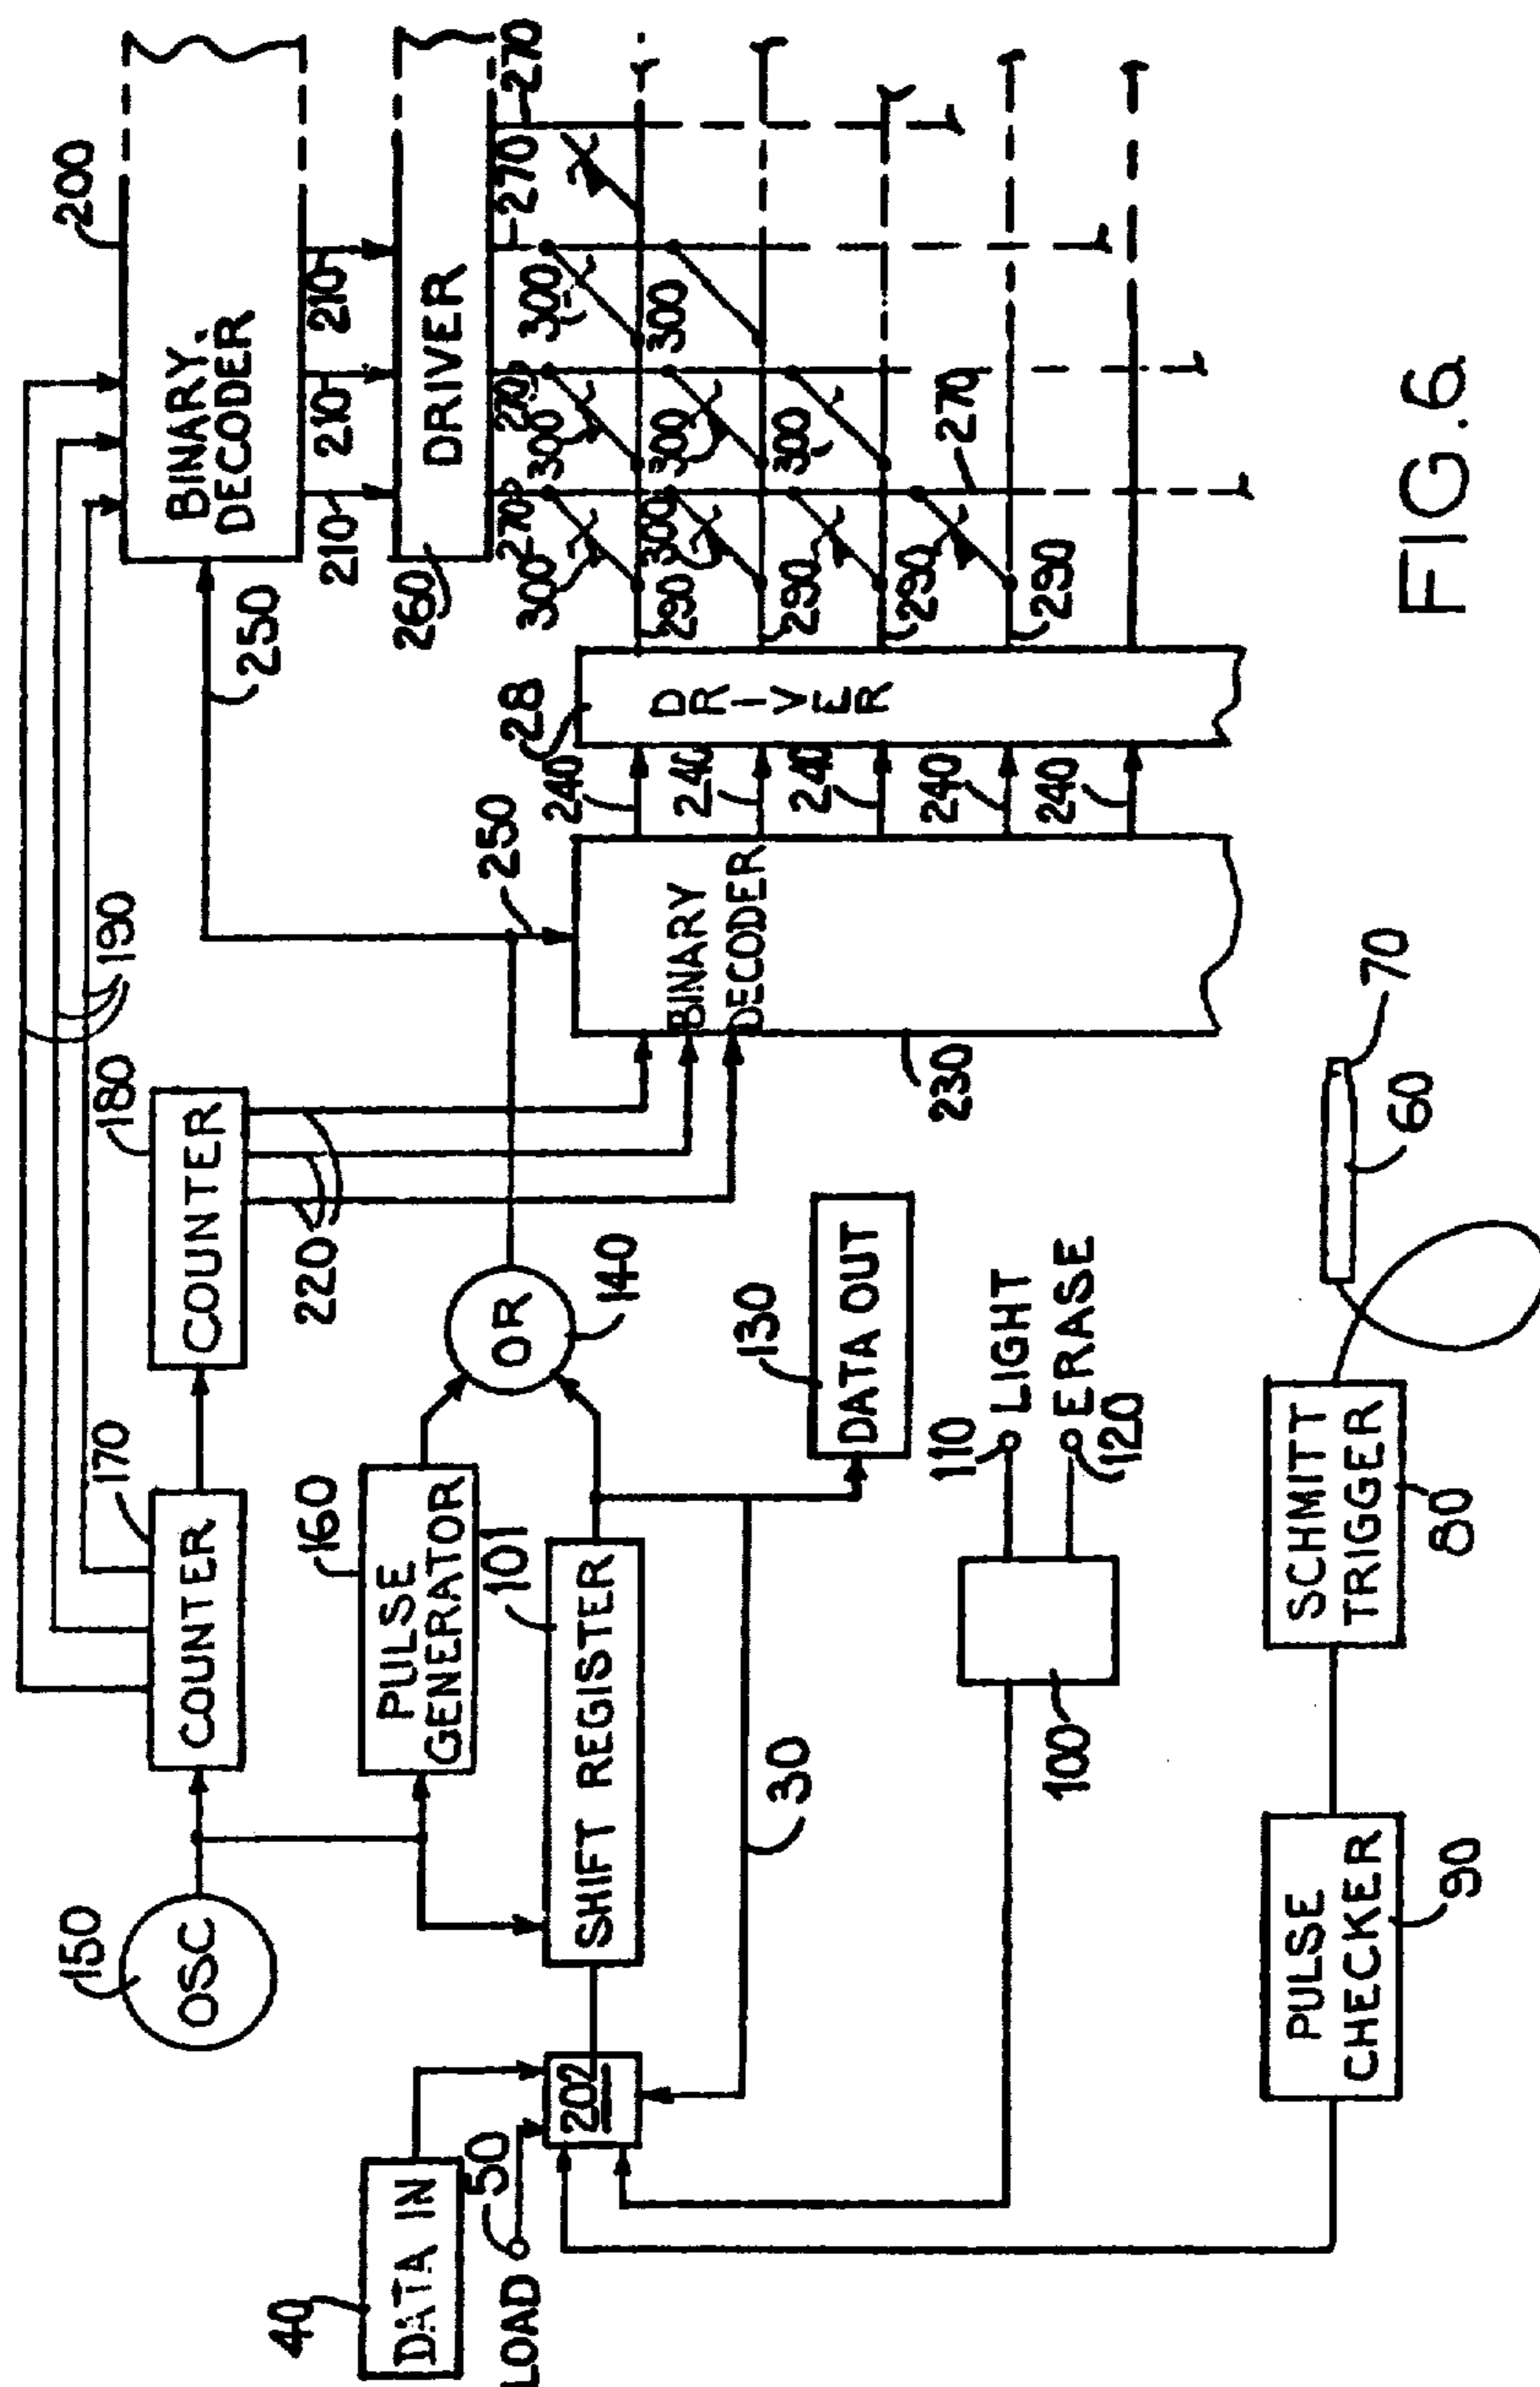 200
BINARY.
DECODER
210
210
210
250
260
DRIVER
270
270
270
270
270
300
300
300
300
300
300
300
290
290
290
290
190
180
COUNTER
170
COUNTER
220
250
28
DRIVER
240
240
240
240
240
BINARY
DECODER
230
150
OSC
160
PULSE
GENERATOR
101
SHIFT REGISTER
OR
140
130
DATA OUT
30
202
40
DATA IN
50
LOAD
110
LIGHT
ERASE
120
100
70
60
SCHMITT
TRIGGER
80
PULSE
CHECKER
90
FIG.6